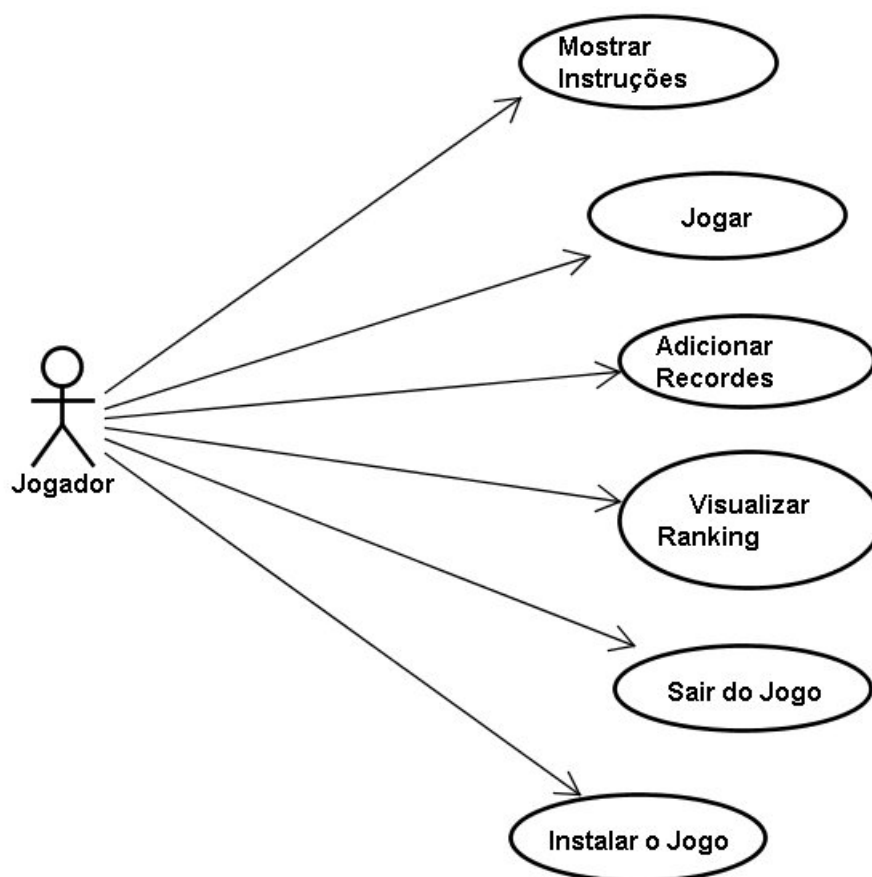 Mostrar
Instruções
Jogar
Adicionar
Recordes
Jogador
Visualizar
Ranking
Sair do Jogo
Instalar o Jogo